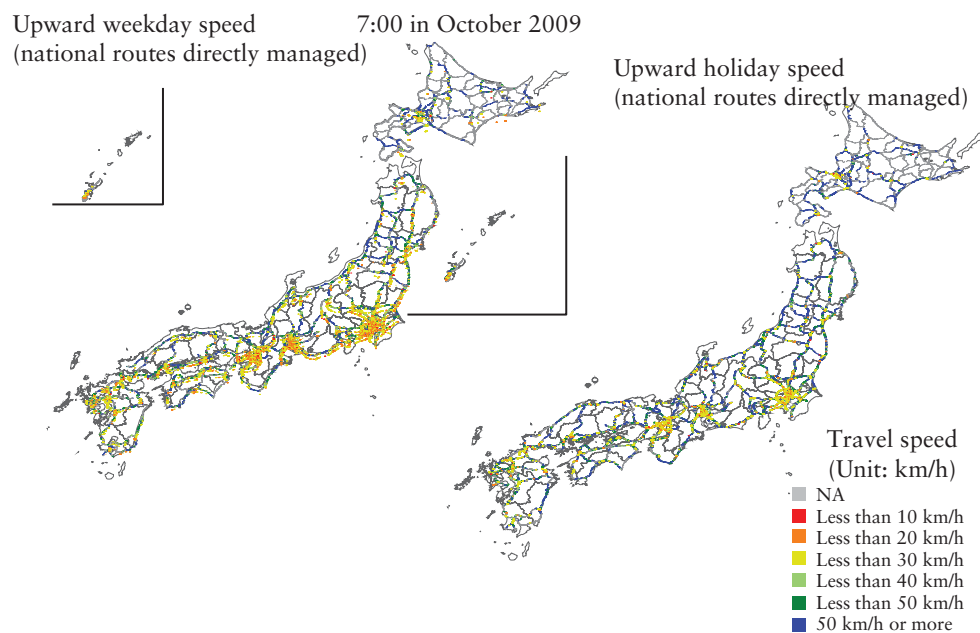 Upward weekday speed
(national routes directly managed)
7:00 in October 2009
Upward holiday speed
(national routes directly managed)
Travel speed
(Unit: km/h)
NA
Less than 10 km/h
Less than 20 km/h
Less than 30 km/h
Less than 40 km/h
Less than 50 km/h
50 km/h or more